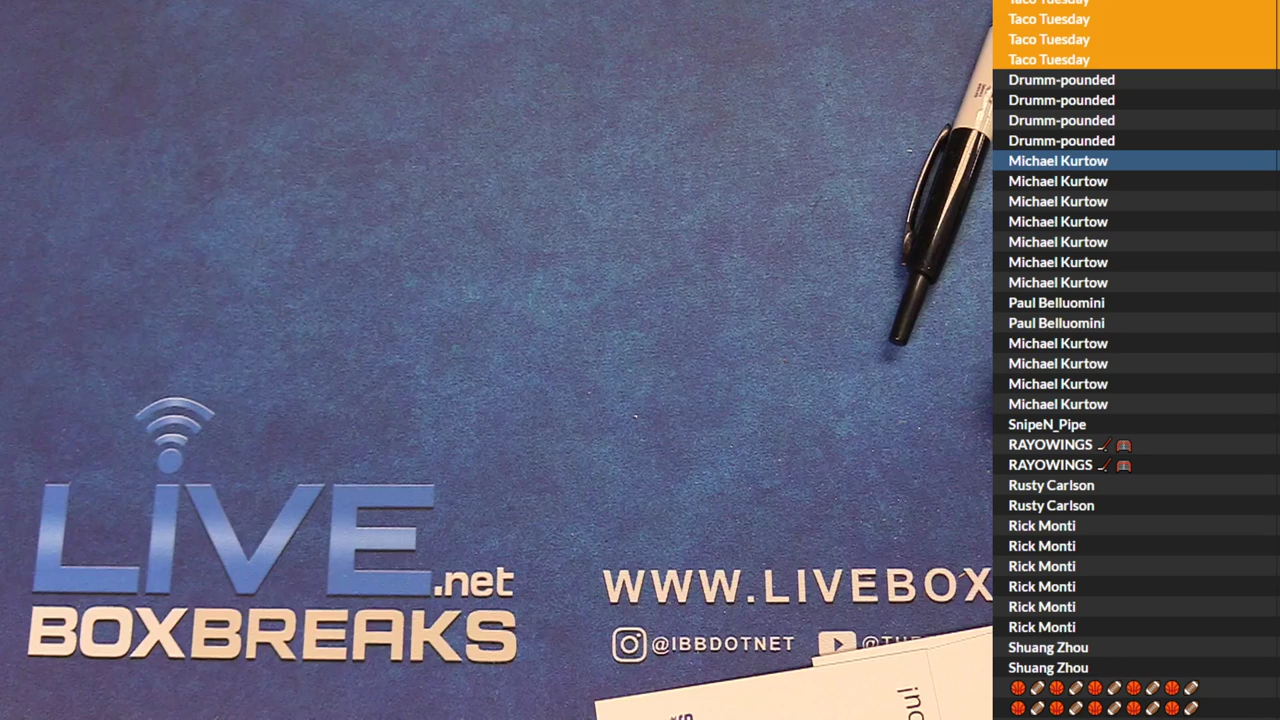 Taco Tuesday
Taco Tuesday
Taco Tuesday
Taco Tuesday
Drumm-pounded
Drumm-pounded
Drumm-pounded
Drumm-pounded
Michael Kurtow
Michael Kurtow
Michael Kurtow
Michael Kurtow
Michael Kurtow
Michael Kurtow
Michael Kurtow
Paul Belluomini
Paul Belluomini
Michael Kurtow
Michael Kurtow
Michael Kurtow
Michael Kurtow
SnipeN_Pipe
RAYOWINGS 🏒 🥅
RAYOWINGS 🏒 🥅
Rusty Carlson
Rusty Carlson
Rick Monti
Rick Monti
Rick Monti
Rick Monti
Rick Monti
Rick Monti
Shuang Zhou
Shuang Zhou
🏀 🏈 🏀 🏈 🏀 🏈 🏀 🏈 🏀 🏈
🏀 🏈 🏀 🏈 🏀 🏈 🏀 🏈 🏀 🏈
LIVE.net
BOXBREAKS
WWW.LIVEBOX
@IBBDOTNET